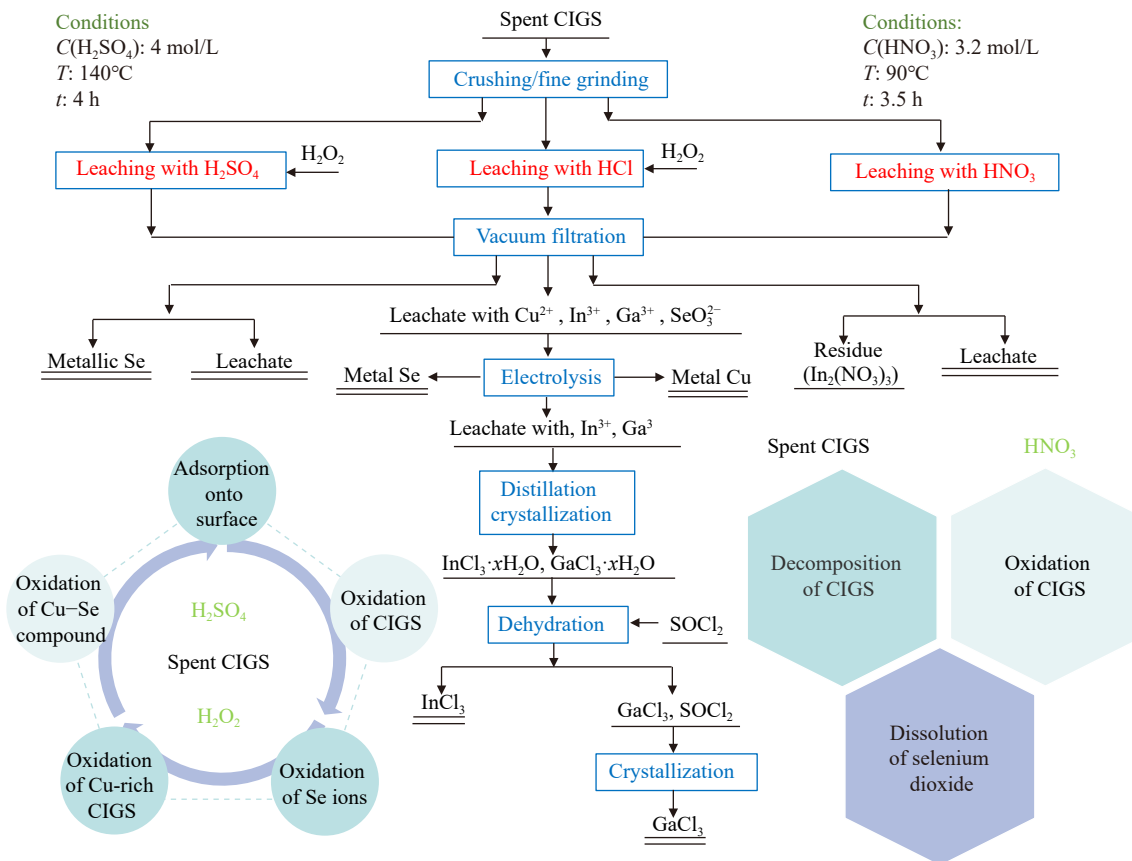 Conditions
C(H₂SO₄): 4 mol/L
T: 140°C
t: 4 h
Spent CIGS
Conditions:
C(HNO₃): 3.2 mol/L
T: 90°C
t: 3.5 h
Crushing/fine grinding
Leaching with H₂SO₄
H₂O₂
Leaching with HCl
H₂O₂
Leaching with HNO₃
Vacuum filtration
Leachate with Cu²⁺ , In³⁺ , Ga³⁺ , SeO₃²⁻
Metallic Se
Leachate
Residue
(In₂(NO₃)₃)
Leachate
Metal Se
Electrolysis
Metal Cu
Leachate with, In³⁺, Ga³
Distillation
crystallization
InCl₃·xH₂O, GaCl₃·xH₂O
Dehydration
SOCl₂
InCl₃
GaCl₃, SOCl₂
Crystallization
GaCl₃
Adsorption
onto
surface
Oxidation
of CIGS
Oxidation
of Se ions
Oxidation
of Cu-rich
CIGS
Oxidation
of Cu−Se
compound
H₂SO₄
Spent CIGS
H₂O₂
Spent CIGS
HNO₃
Decomposition
of CIGS
Oxidation
of CIGS
Dissolution
of selenium
dioxide